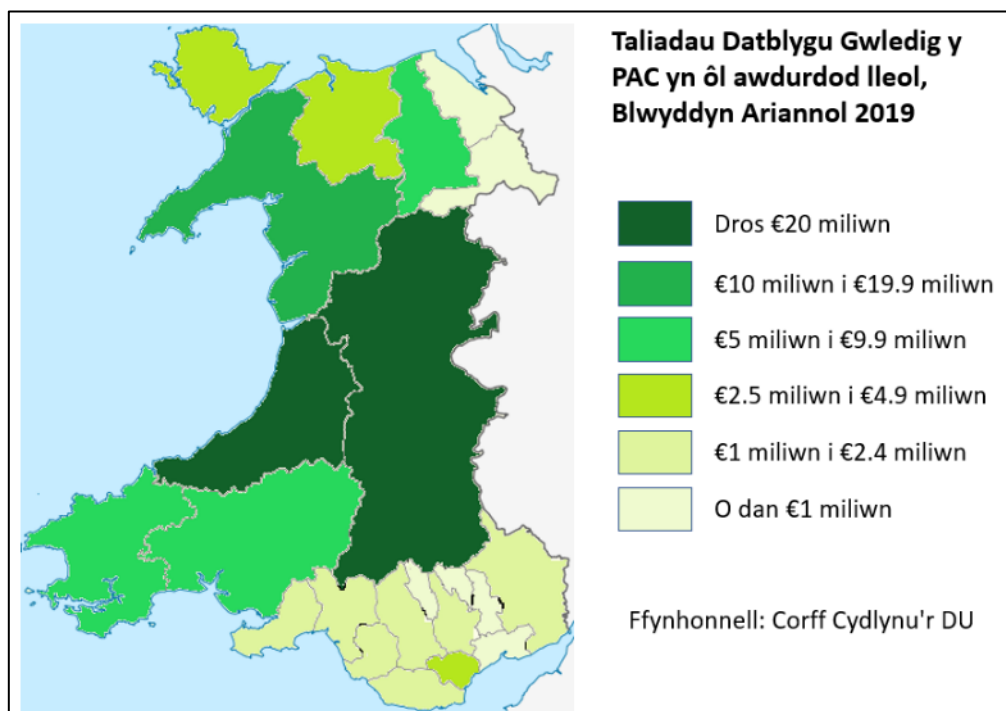 Taliadau Datblygu Gwledig y
PAC yn ôl awdurdod lleol,
Blwyddyn Ariannol 2019
Dros €20 miliwn
€10 miliwn i €19.9 miliwn
€5 miliwn i €9.9 miliwn
€2.5 miliwn i €4.9 miliwn
€1 miliwn i €2.4 miliwn
O dan €1 miliwn
Ffynhonnell: Corff Cydlynu'r DU